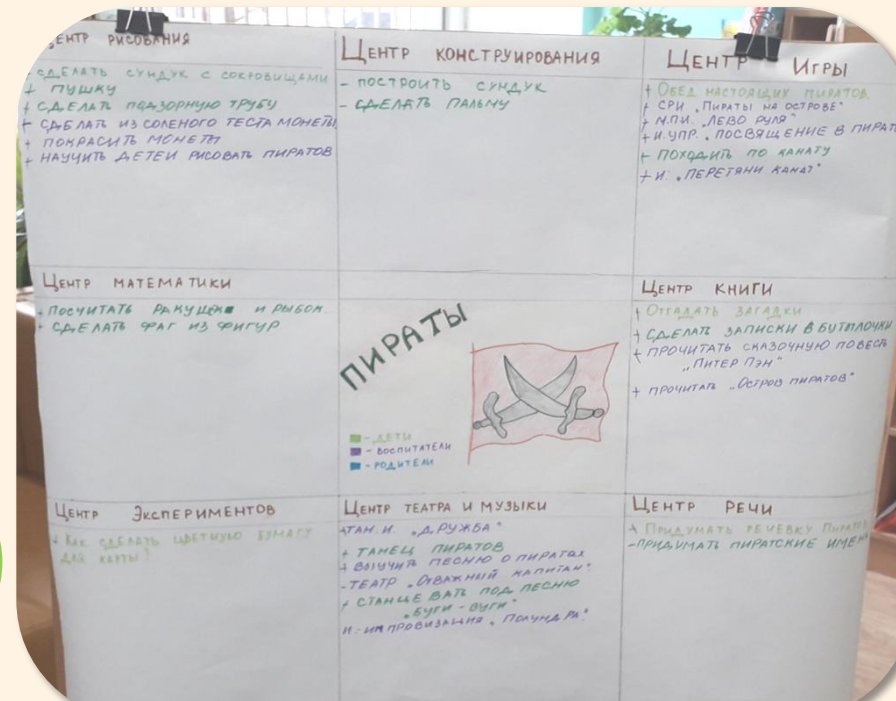 ЦЕНТР РИСОВАНИЯ
- СДЕЛАТЬ СУНДУК С СОКРОВИЩАМИ
+ ПУШКУ
+ СДЕЛАТЬ ПОДЗОРНУЮ ТРУБУ
+ СДЕЛАТЬ ИЗ СОЛЕНОГО ТЕСТА МОНЕТЫ
+ ПОКРАСИТЬ МОНЕТЫ
+ НАУЧИТЬ ДЕТЕЙ РИСОВАТЬ ПИРАТОВ
ЦЕНТР КОНСТРУИРОВАНИЯ
- ПОСТРОИТЬ СУНДУК
- СДЕЛАТЬ ПАЛЬМУ
ЦЕНТР ИГРЫ
+ ОБЕД НАСТОЯЩИХ ПИРАТОВ
+ СРИ „ПИРАТЫ НА ОСТРОВЕ"
+ М.П.И. „ЛЕВО РУЛЯ"
+ И.УПР. „ПОСВЯЩЕНИЕ В ПИРАТ
+ ПОХОДИТЬ ПО КАНАТУ
+ И. „ПЕРЕТЯНИ КАНАТ"
ЦЕНТР МАТЕМАТИКИ
+ ПОСЧИТАТЬ РАКУШЕК И РЫБОК.
+ СДЕЛАТЬ ФАГ ИЗ ФИГУР
ПИРАТЫ
- ДЕТИ
- ВОСПИТАТЕЛИ
- РОДИТЕЛИ
ЦЕНТР КНИГИ
+ ОТГАДАТЬ ЗАГАДКИ
+ СДЕЛАТЬ ЗАПИСКИ В БУТЫЛОЧКИ
+ ПРОЧИТАТЬ СКАЗОЧНУЮ ПОВЕСТЬ
„ПИТЕР ПЭН"
+ ПРОЧИТАТЬ „ОСТРОВ ПИРАТОВ"
ЦЕНТР ЭКСПЕРИМЕНТОВ
+ КАК СДЕЛАТЬ ЦВЕТНУЮ БУМАГУ
ДЛЯ КАРТЫ?
ЦЕНТР ТЕАТРА И МУЗЫКИ
+ТАН. И. „ДРУЖБА"
+ ТАНЕЦ ПИРАТОВ
+ ВЫУЧИТЬ ПЕСНЮ О ПИРАТАХ
- ТЕАТР „ОТВАЖНЫЙ КАПИТАН"
+ СТАНЦЕВАТЬ ПОД ПЕСНЮ
„БУГИ-ВУГИ"
И: ИМПРОВИЗАЦИЯ „ПОЛУНДРА."
ЦЕНТР РЕЧИ
+ ПРИДУМАТЬ РЕЧЕВКУ ПИРАТОВ
- ПРИДУМАТЬ ПИРАТСКИЕ ИМЕНА